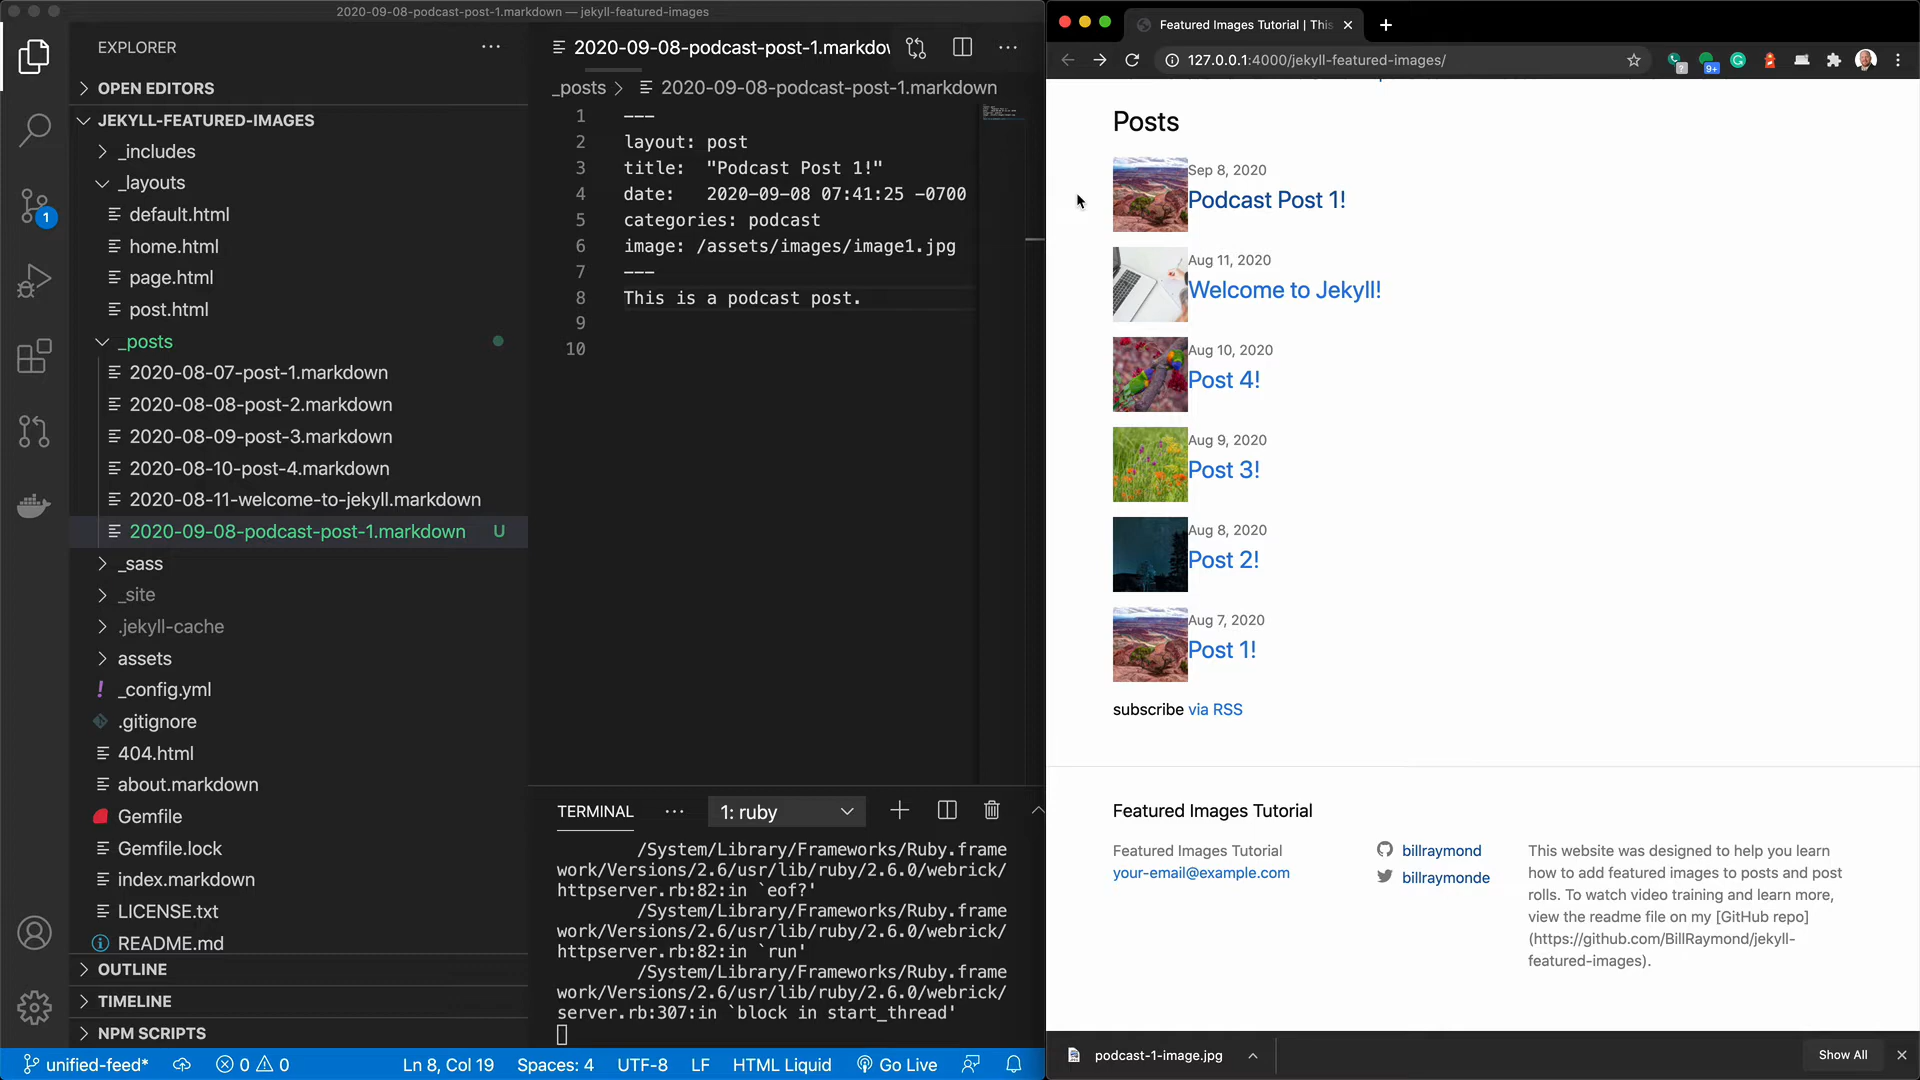 2020-09-08-podcast-post-1.markdown — jekyll-featured-images
EXPLORER
OPEN EDITORS
JEKYLL-FEATURED-IMAGES
_includes
_layouts
default.html
home.html
page.html
post.html
_posts
2020-08-07-post-1.markdown
2020-08-08-post-2.markdown
2020-08-09-post-3.markdown
2020-08-10-post-4.markdown
2020-08-11-welcome-to-jekyll.markdown
2020-09-08-podcast-post-1.markdown U
_sass
_site
.jekyll-cache
assets
! _config.yml
.gitignore
404.html
about.markdown
Gemfile
Gemfile.lock
index.markdown
LICENSE.txt
README.md
OUTLINE
TIMELINE
NPM SCRIPTS
1
2020-09-08-podcast-post-1.markdov
_posts > 2020-09-08-podcast-post-1.markdown
1 ---
2 layout: post
3 title: "Podcast Post 1!"
4 date: 2020-09-08 07:41:25 -0700
5 categories: podcast
6 image: /assets/images/image1.jpg
7 ---
8 This is a podcast post.
9
10
TERMINAL ··· 1: ruby
/System/Library/Frameworks/Ruby.frame
work/Versions/2.6/usr/lib/ruby/2.6.0/webrick/
httpserver.rb:82:in `eof?'
/System/Library/Frameworks/Ruby.frame
work/Versions/2.6/usr/lib/ruby/2.6.0/webrick/
httpserver.rb:82:in `run'
/System/Library/Frameworks/Ruby.frame
work/Versions/2.6/usr/lib/ruby/2.6.0/webrick/
server.rb:307:in `block in start_thread'
unified-feed* 0 0 Ln 8, Col 19 Spaces: 4 UTF-8 LF HTML Liquid Go Live
Featured Images Tutorial | This
127.0.0.1:4000/jekyll-featured-images/
9+
Posts
Sep 8, 2020
Podcast Post 1!
Aug 11, 2020
Welcome to Jekyll!
Aug 10, 2020
Post 4!
Aug 9, 2020
Post 3!
Aug 8, 2020
Post 2!
Aug 7, 2020
Post 1!
subscribe via RSS
Featured Images Tutorial
Featured Images Tutorial
your-email@example.com
billraymond
billraymonde
This website was designed to help you learn
how to add featured images to posts and post
rolls. To watch video training and learn more,
view the readme file on my [GitHub repo]
(https://github.com/BillRaymond/jekyll-
featured-images).
podcast-1-image.jpg
Show All